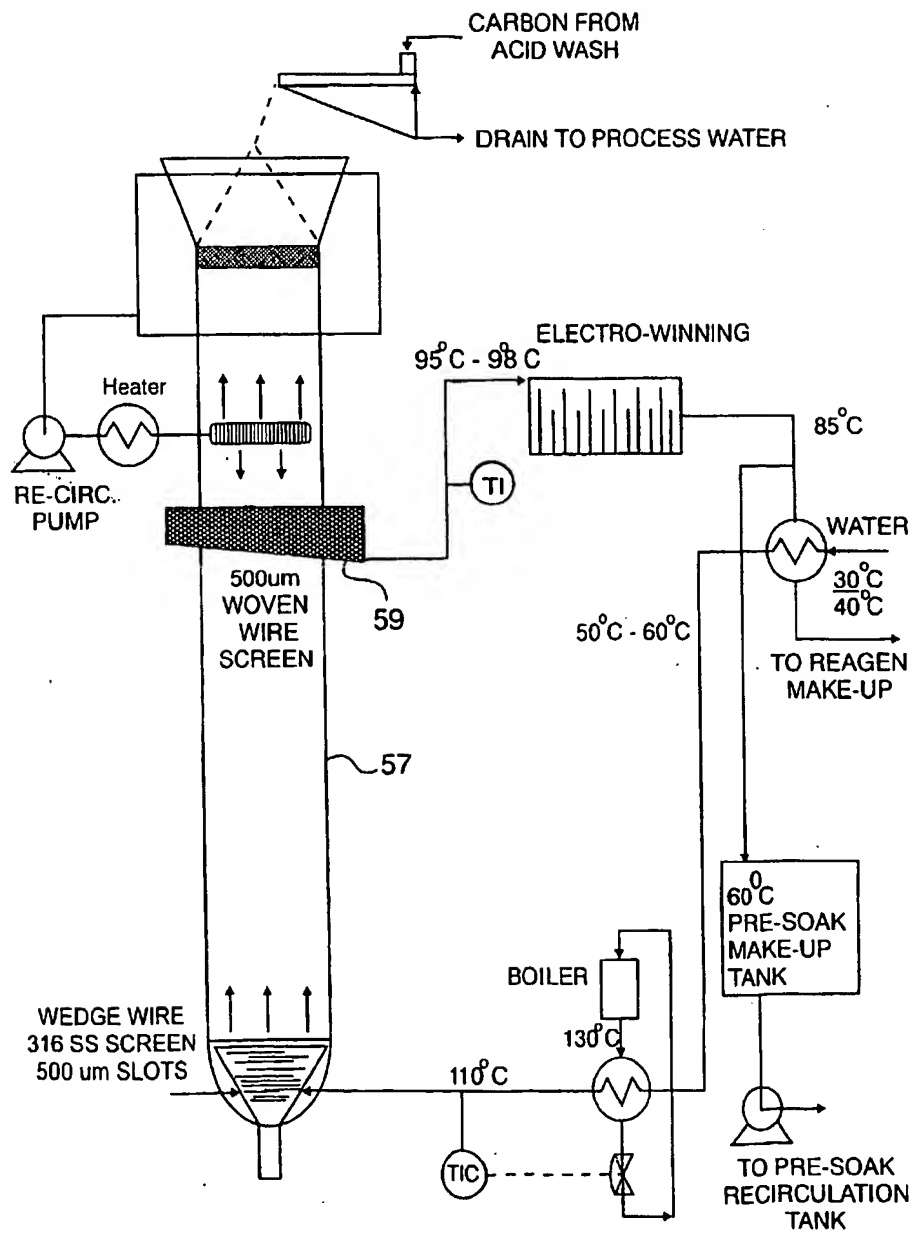 CARBON FROM
ACID WASH
DRAIN TO PROCESS WATER
ELECTRO-WINNING
95°C - 98°C
Heater
85°C
TI
RE-CIRC.
PUMP
WATER
30°C
40°C
500um
WOVEN
WIRE
SCREEN
59
50°C - 60°C
TO REAGEN
MAKE-UP
57
60°C
PRE-SOAK
MAKE-UP
TANK
BOILER
WEDGE WIRE
316 SS SCREEN
500 um SLOTS
130°C
110°C
TIC
TO PRE-SOAK
RECIRCULATION
TANK